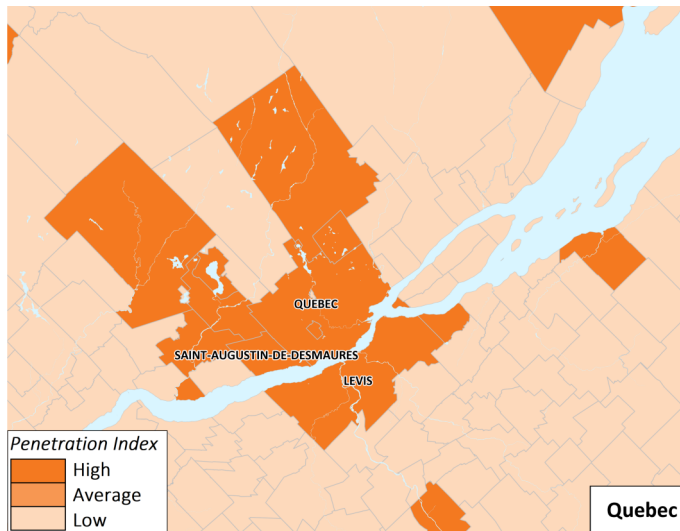 QUEBEC
SAINT-AUGUSTIN-DE-DESMAURES
LEVIS
Penetration Index
High
Average
Low
Quebec